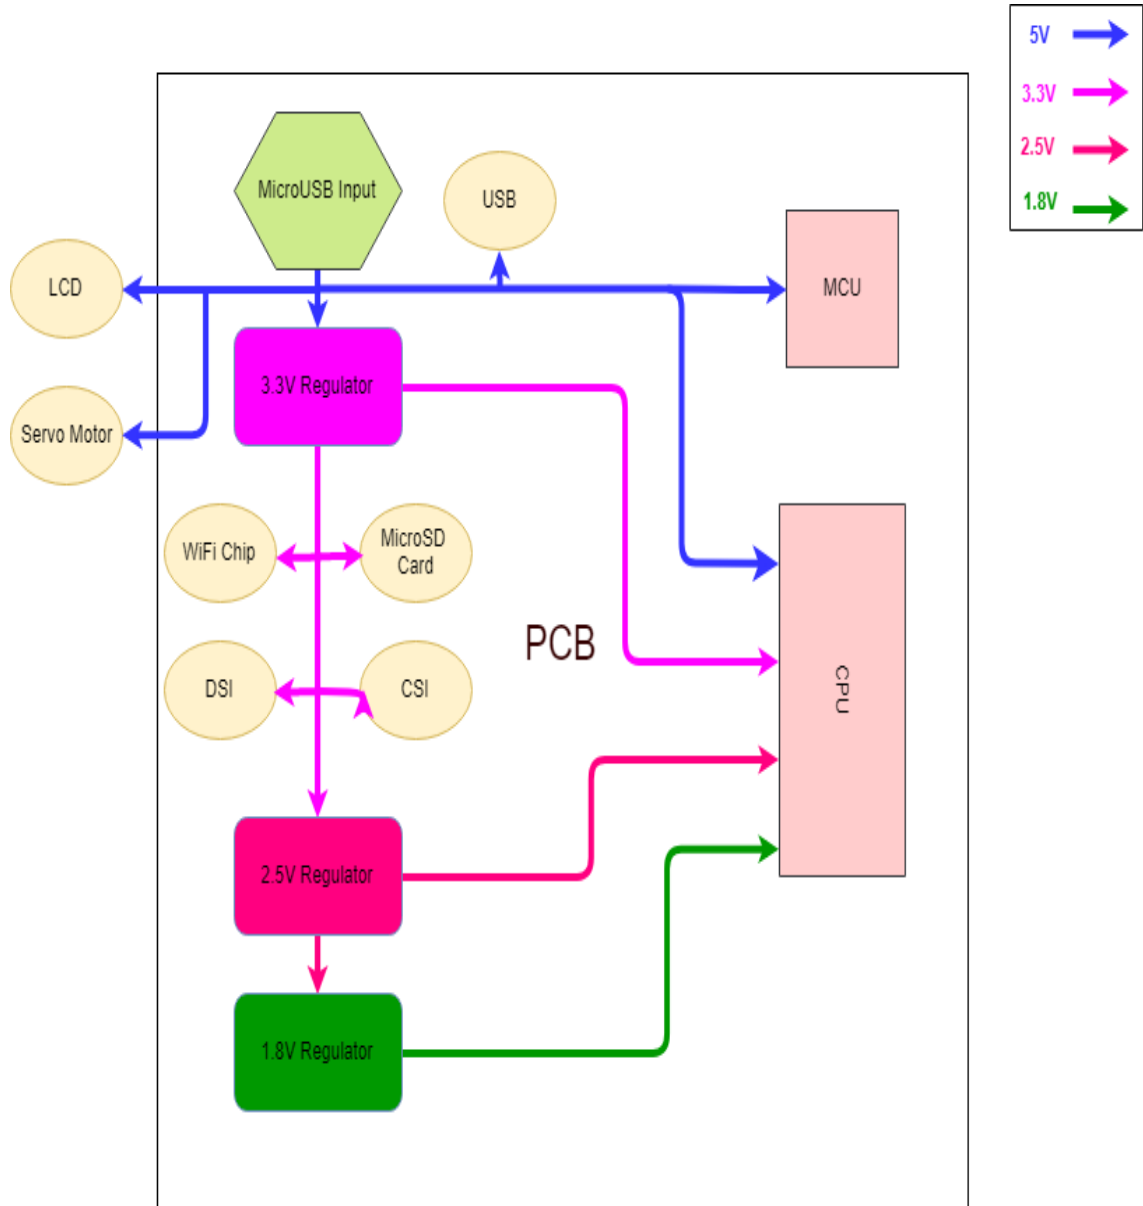 5V
3.3V
2.5V
1.8V
MicroUSB Input
USB
LCD
MCU
3.3V Regulator
Servo Motor
WiFi Chip
MicroSD
Card
PCB
DSI
CSI
CPU
2.5V Regulator
1.8V Regulator